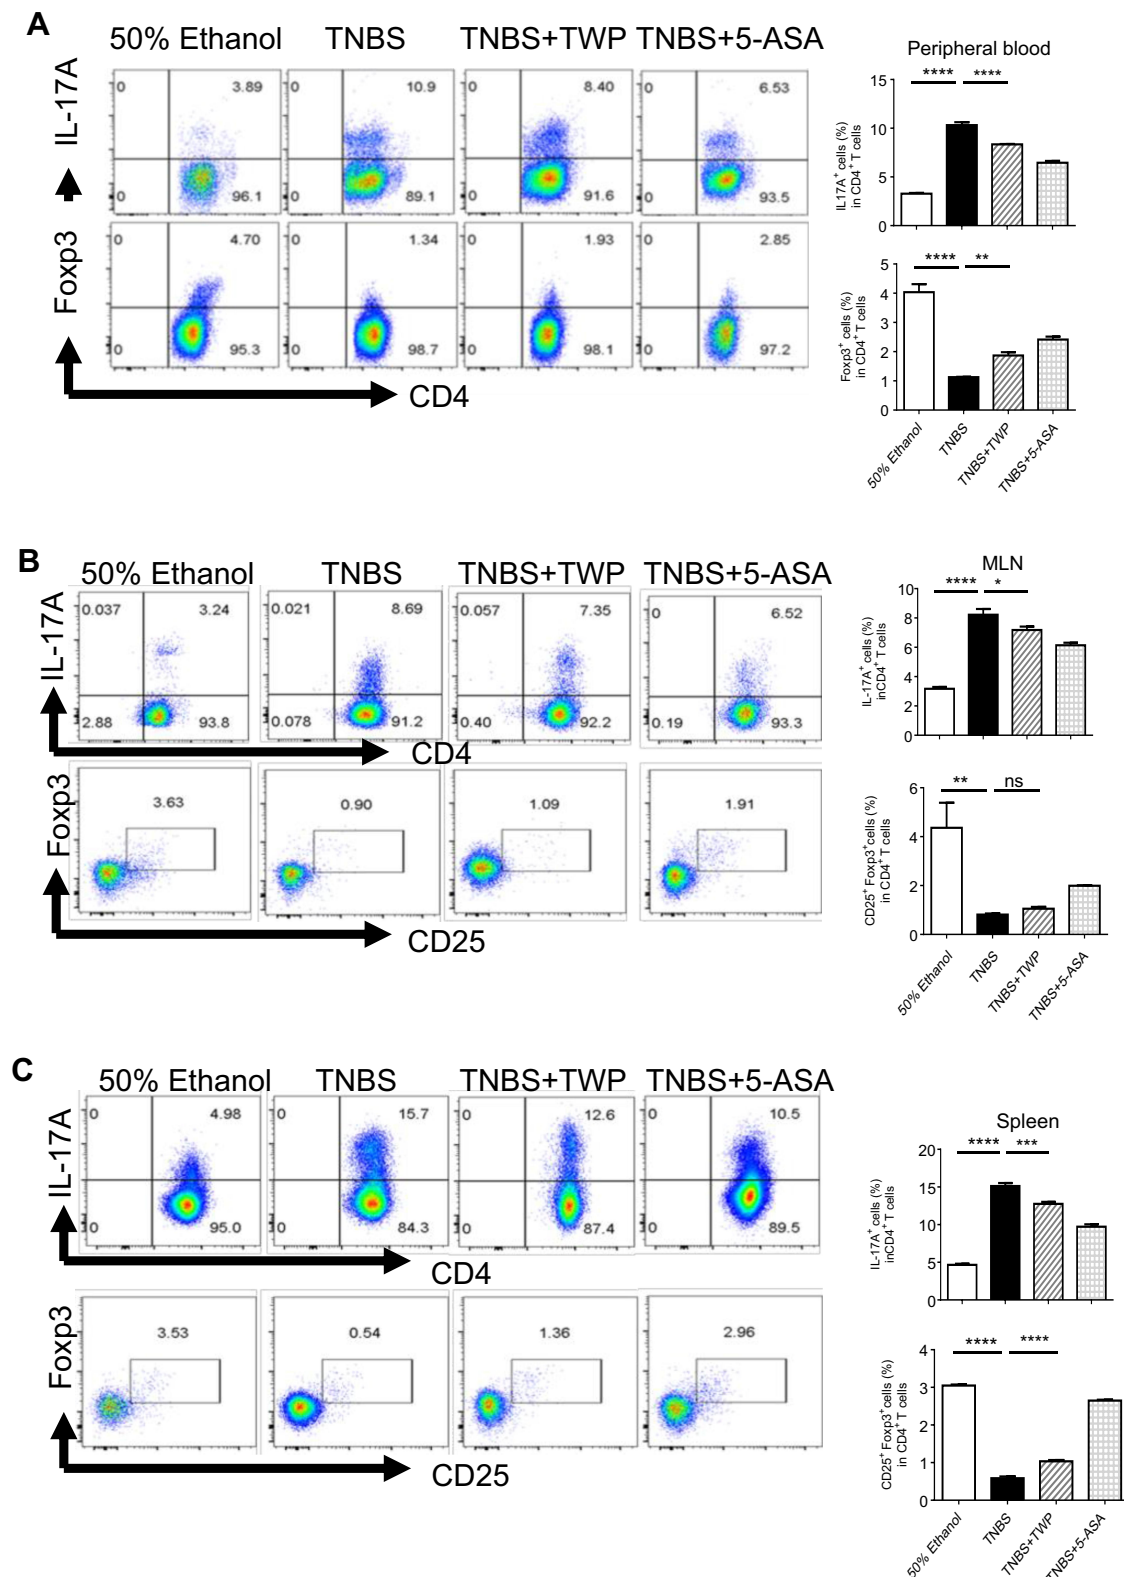 A
50% Ethanol TNBS TNBS+TWP TNBS+5-ASA
IL-17A
0 3.89 0 10.9 0 8.40 0 6.53
0 96.1 0 89.1 0 91.6 0 93.5
Foxp3
0 4.70 0 1.34 0 1.93 0 2.85
0 95.3 0 98.7 0 98.1 0 97.2
CD4
Peripheral blood
IL17A+ cells (%)
in CD4+ T cells
15
10
5
0
**** ****
Foxp3+ cells (%)
in CD4+ T cells
5
4
3
2
1
0
**** **
50% Ethanol
TNBS
TNBS+TWP
TNBS+5-ASA
B
50% Ethanol TNBS TNBS+TWP TNBS+5-ASA
IL-17A
0.037 3.24 0.021 8.69 0.057 7.35 0 6.52
2.88 93.8 0.078 91.2 0.40 92.2 0.19 93.3
CD4
Foxp3
3.63 0.90 1.09 1.91
CD25
MLN
IL-17A+ cells (%)
inCD4+ T cells
10
8
6
4
2
0
**** *
CD25+ Foxp3+cells (%)
in CD4+ T cells
6
4
2
0
** ns
50% Ethanol
TNBS
TNBS+TWP
TNBS+5-ASA
C
50% Ethanol TNBS TNBS+TWP TNBS+5-ASA
IL-17A
0 4.98 0 15.7 0 12.6 0 10.5
0 95.0 0 84.3 0 87.4 0 89.5
CD4
Foxp3
3.53 0.54 1.36 2.96
CD25
Spleen
IL-17A+ cells (%)
inCD4+ T cells
20
15
10
5
0
**** ***
CD25+ Foxp3+cells (%)
in CD4+ T cells
4
3
2
1
0
**** ****
50% Ethanol
TNBS
TNBS+TWP
TNBS+5-ASA